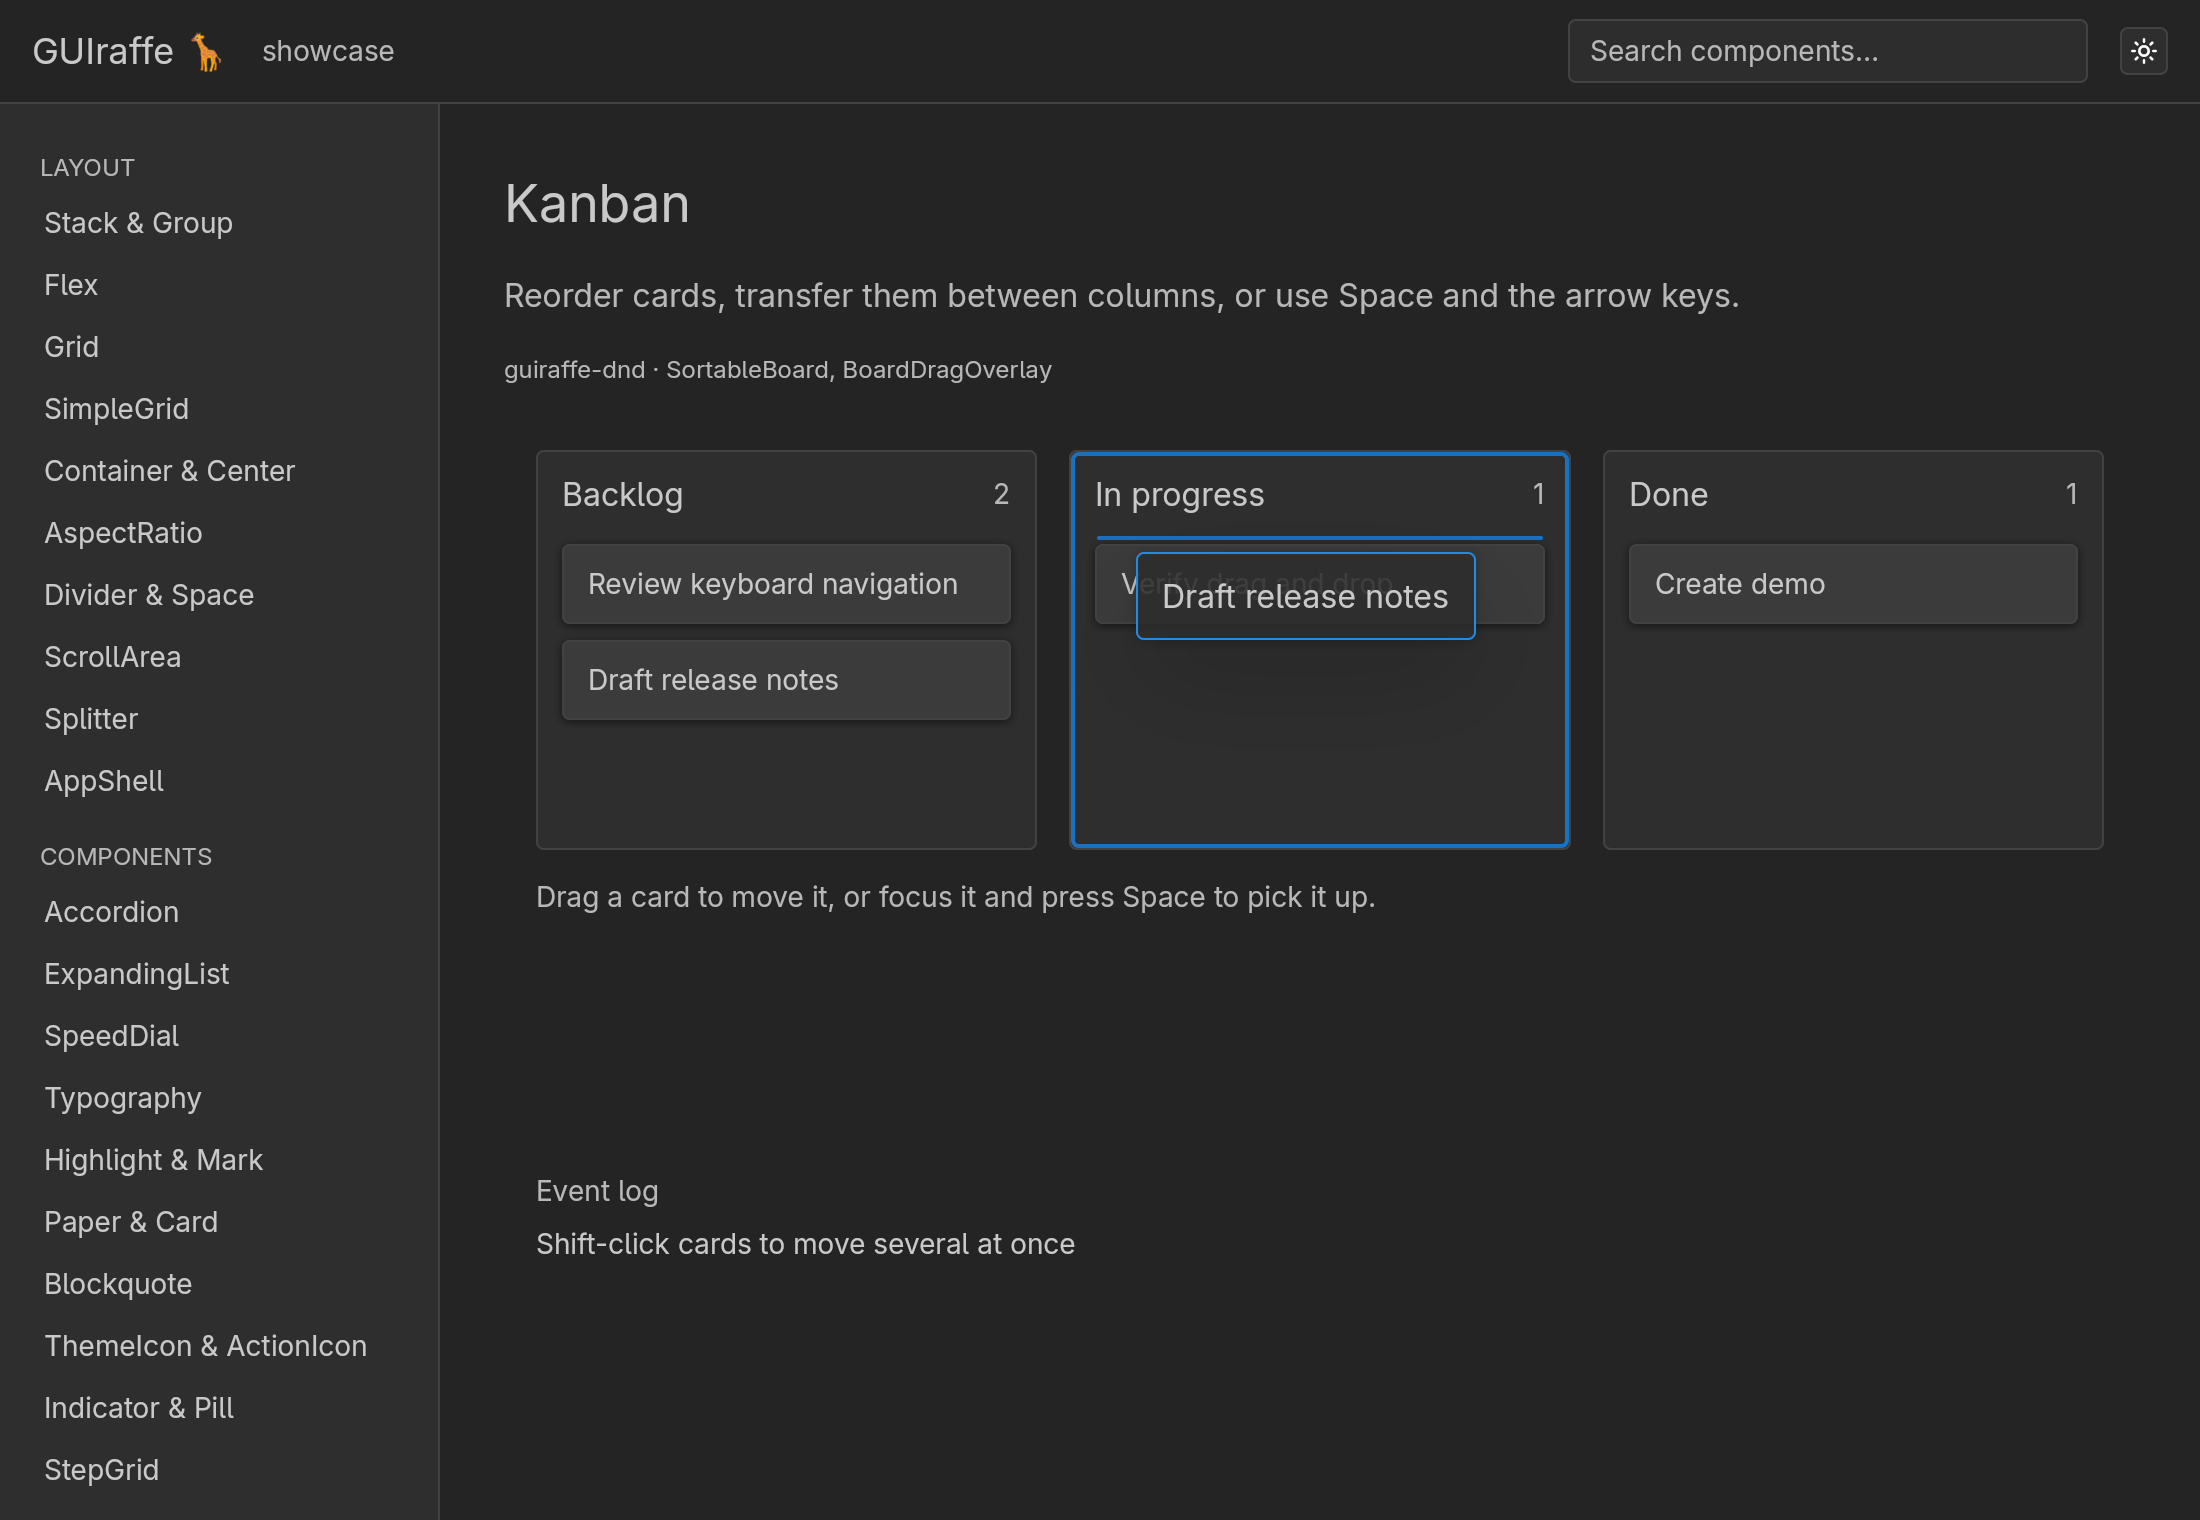 GUIraffe 🦒 showcase
Search components...
LAYOUT
Stack & Group
Flex
Grid
SimpleGrid
Container & Center
AspectRatio
Divider & Space
ScrollArea
Splitter
AppShell
COMPONENTS
Accordion
ExpandingList
SpeedDial
Typography
Highlight & Mark
Paper & Card
Blockquote
ThemeIcon & ActionIcon
Indicator & Pill
StepGrid
Kanban
Reorder cards, transfer them between columns, or use Space and the arrow keys.
guiraffe-dnd · SortableBoard, BoardDragOverlay
Backlog 2
Review keyboard navigation
Draft release notes
In progress 1
Verify drag and drop
Draft release notes
Done 1
Create demo
Drag a card to move it, or focus it and press Space to pick it up.
Event log
Shift-click cards to move several at once